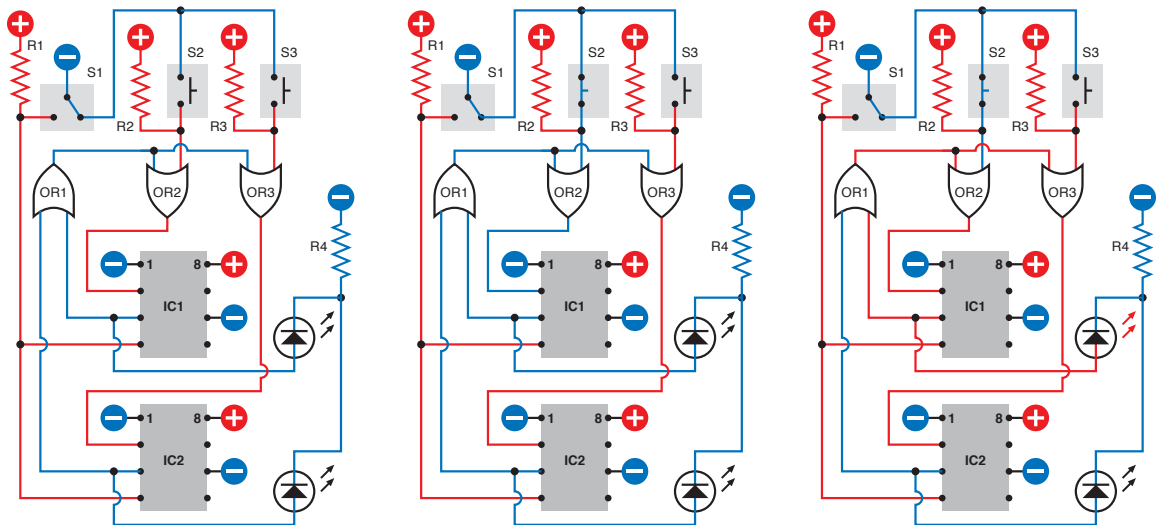 R1
S1
S2
S3
R2
R3
OR1
OR2
OR3
R4
1
8
IC1
1
8
IC2
R1
S1
S2
S3
R2
R3
OR1
OR2
OR3
R4
1
8
IC1
1
8
IC2
R1
S1
S2
S3
R2
R3
OR1
OR2
OR3
R4
1
8
IC1
1
8
IC2